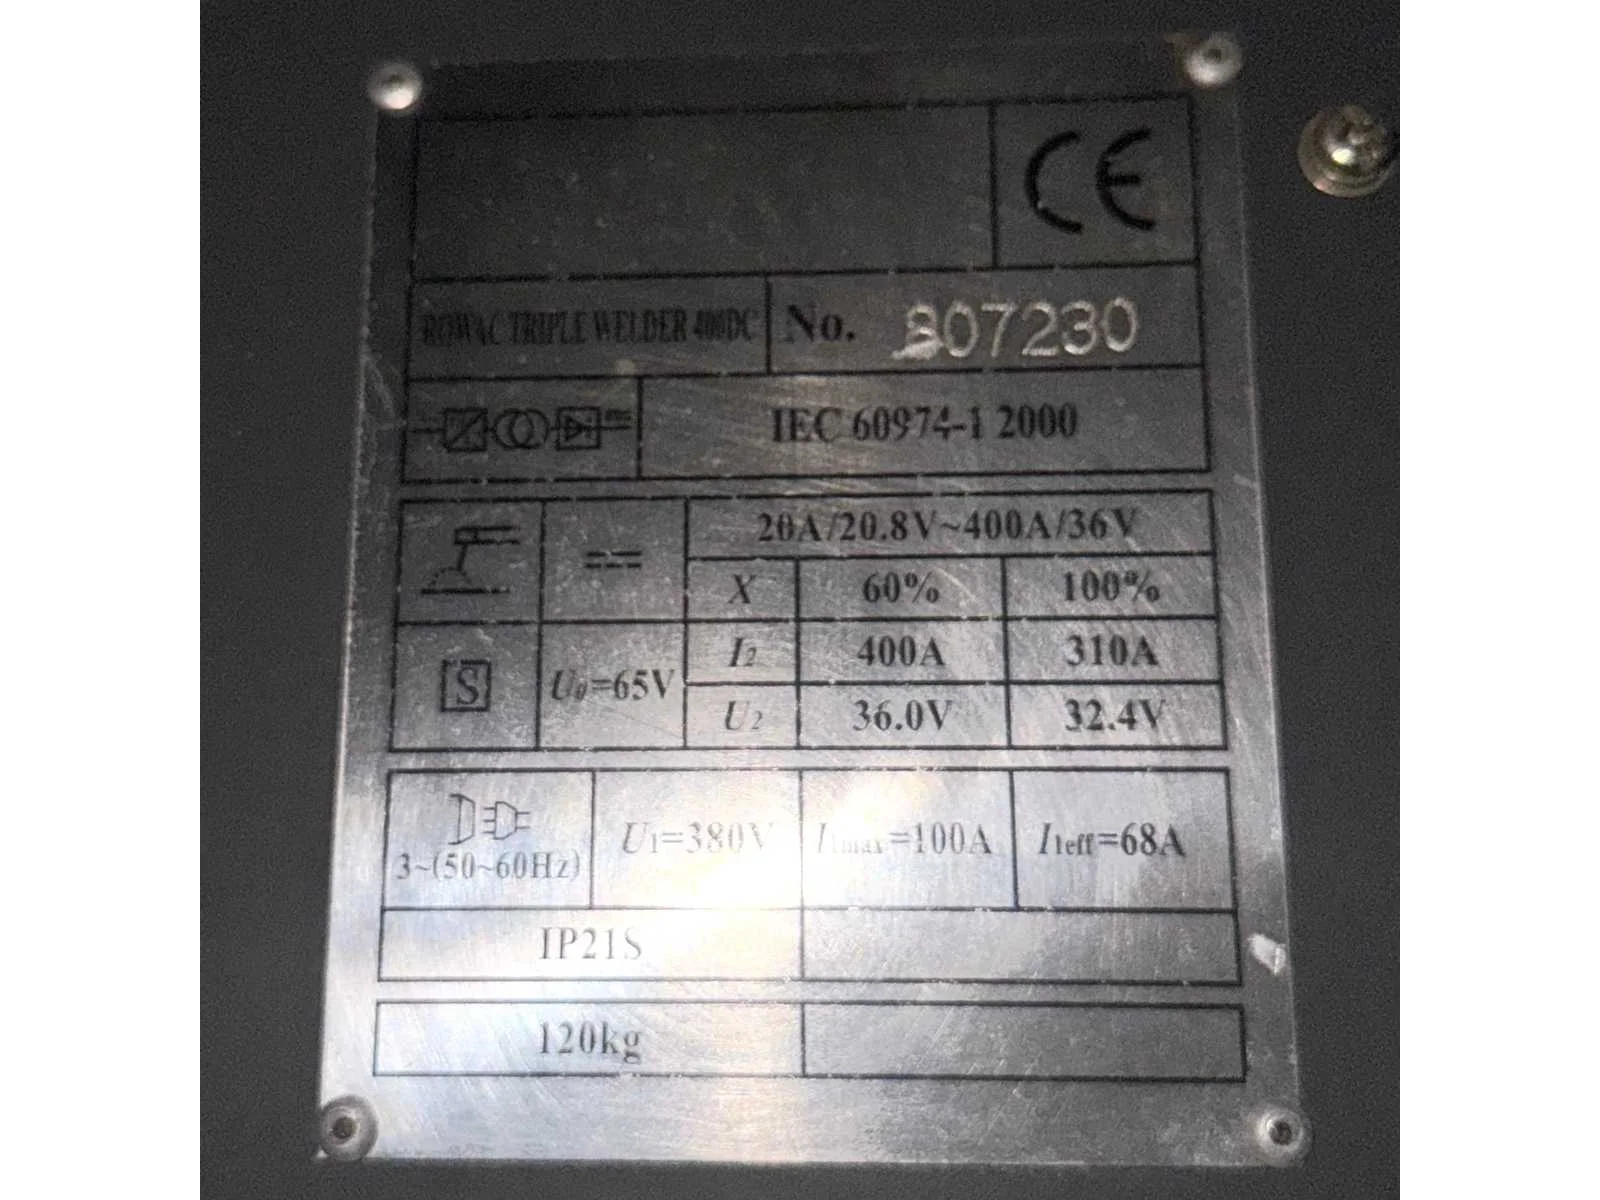 CE
ROWAC TRIPLE WELDER 400DC
No. 307230
IEC 60974-1 2000
20A/20.8V~400A/36V
X 60% 100%
I2 400A 310A
S U0=65V
U2 36.0V 32.4V
3~(50~60Hz) U1=380V I1max=100A I1eff=68A
IP21S
120kg